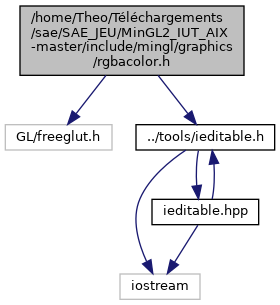 /home/Theo/Téléchargements
/sae/SAE_JEU/MinGL2_IUT_AIX
-master/include/mingl/graphics
/rgbacolor.h
GL/freeglut.h
../tools/ieditable.h
ieditable.hpp
iostream